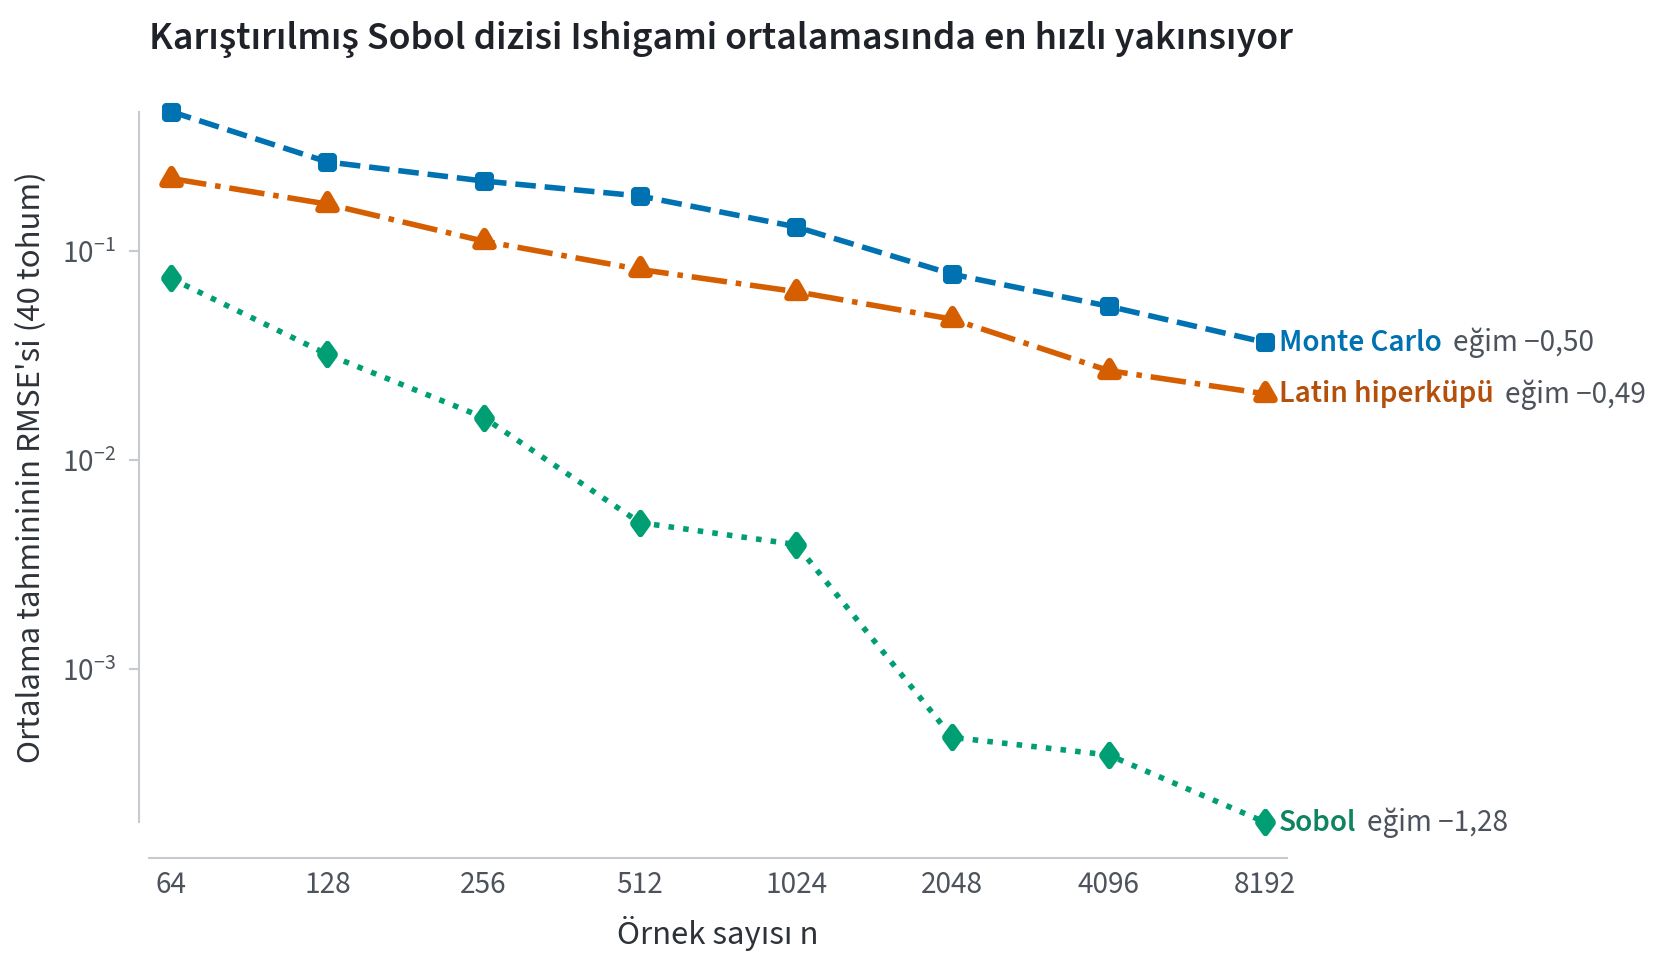 Karıştırılmış Sobol dizisi Ishigami ortalamasında en hızlı yakınsıyor
Ortalama tahmininin RMSE'si (40 tohum)
10⁻¹
10⁻²
10⁻³
Monte Carlo eğim −0,50
Latin hiperküpü eğim −0,49
Sobol eğim −1,28
64 128 256 512 1024 2048 4096 8192
Örnek sayısı n